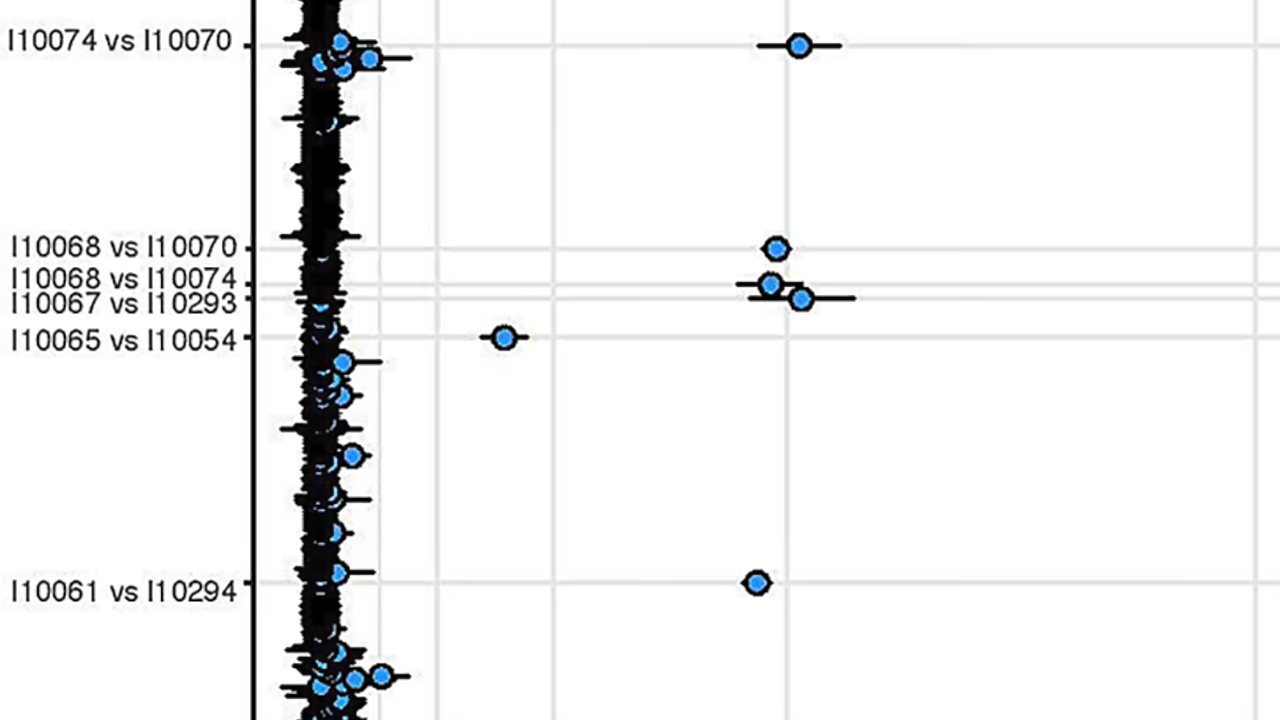 I10074 vs I10070
I10068 vs I10070
I10068 vs I10074
I10067 vs I10293
I10065 vs I10054
I10061 vs I10294